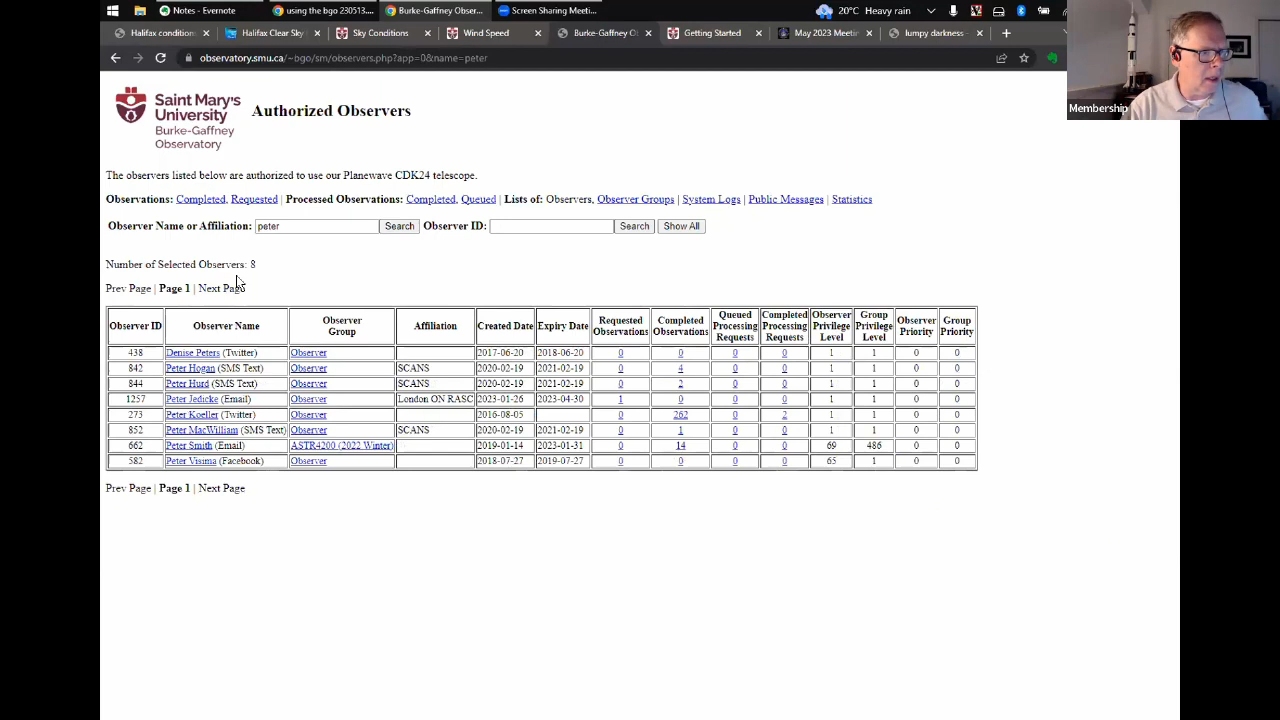 Notes - Evernote
using the bgo 230513....
Burke-Gaffney Obser...
Screen Sharing Meeti...
20°C Heavy rain
Halifax condition
Halifax Clear Sky
Sky Conditions
Wind Speed
Burke-Gaffney O
Getting Started
May 2023 Meetin
lumpy darkness -
observatory.smu.ca/~bgo/sm/observers.php?app=0&name=peter
Membership
Saint Mary's
University
Burke-Gaffney
Observatory
Authorized Observers
The observers listed below are authorized to use our Planewave CDK24 telescope.
Observations: Completed, Requested | Processed Observations: Completed, Queued | Lists of: Observers, Observer Groups | System Logs | Public Messages | Statistics
Observer Name or Affiliation: peter Search Observer ID: Search Show All
Number of Selected Observers: 8
Prev Page | Page 1 | Next Page
Observer ID Observer Name Observer Group Affiliation Created Date Expiry Date Requested Observations Completed Observations Queued Processing Requests Completed Processing Requests Observer Privilege Level Group Privilege Level Observer Priority Group Priority
438 Denise Peters (Twitter) Observer 2017-06-20 2018-06-20 0 0 0 0 1 1 0 0
842 Peter Hogan (SMS Text) Observer SCANS 2020-02-19 2021-02-19 0 4 0 0 1 1 0 0
844 Peter Hurd (SMS Text) Observer SCANS 2020-02-19 2021-02-19 0 2 0 0 1 1 0 0
1257 Peter Jedicke (Email) Observer London ON RASC 2023-01-26 2023-04-30 1 0 0 0 1 1 0 0
273 Peter Koeller (Twitter) Observer 2016-08-05 0 262 0 2 1 1 0 0
852 Peter MacWilliam (SMS Text) Observer SCANS 2020-02-19 2021-02-19 0 1 0 0 1 1 0 0
662 Peter Smith (Email) ASTR4200 (2022 Winter) 2019-01-14 2023-01-31 0 14 0 0 69 486 0 0
582 Peter Visima (Facebook) Observer 2018-07-27 2019-07-27 0 0 0 0 65 1 0 0
Prev Page | Page 1 | Next Page